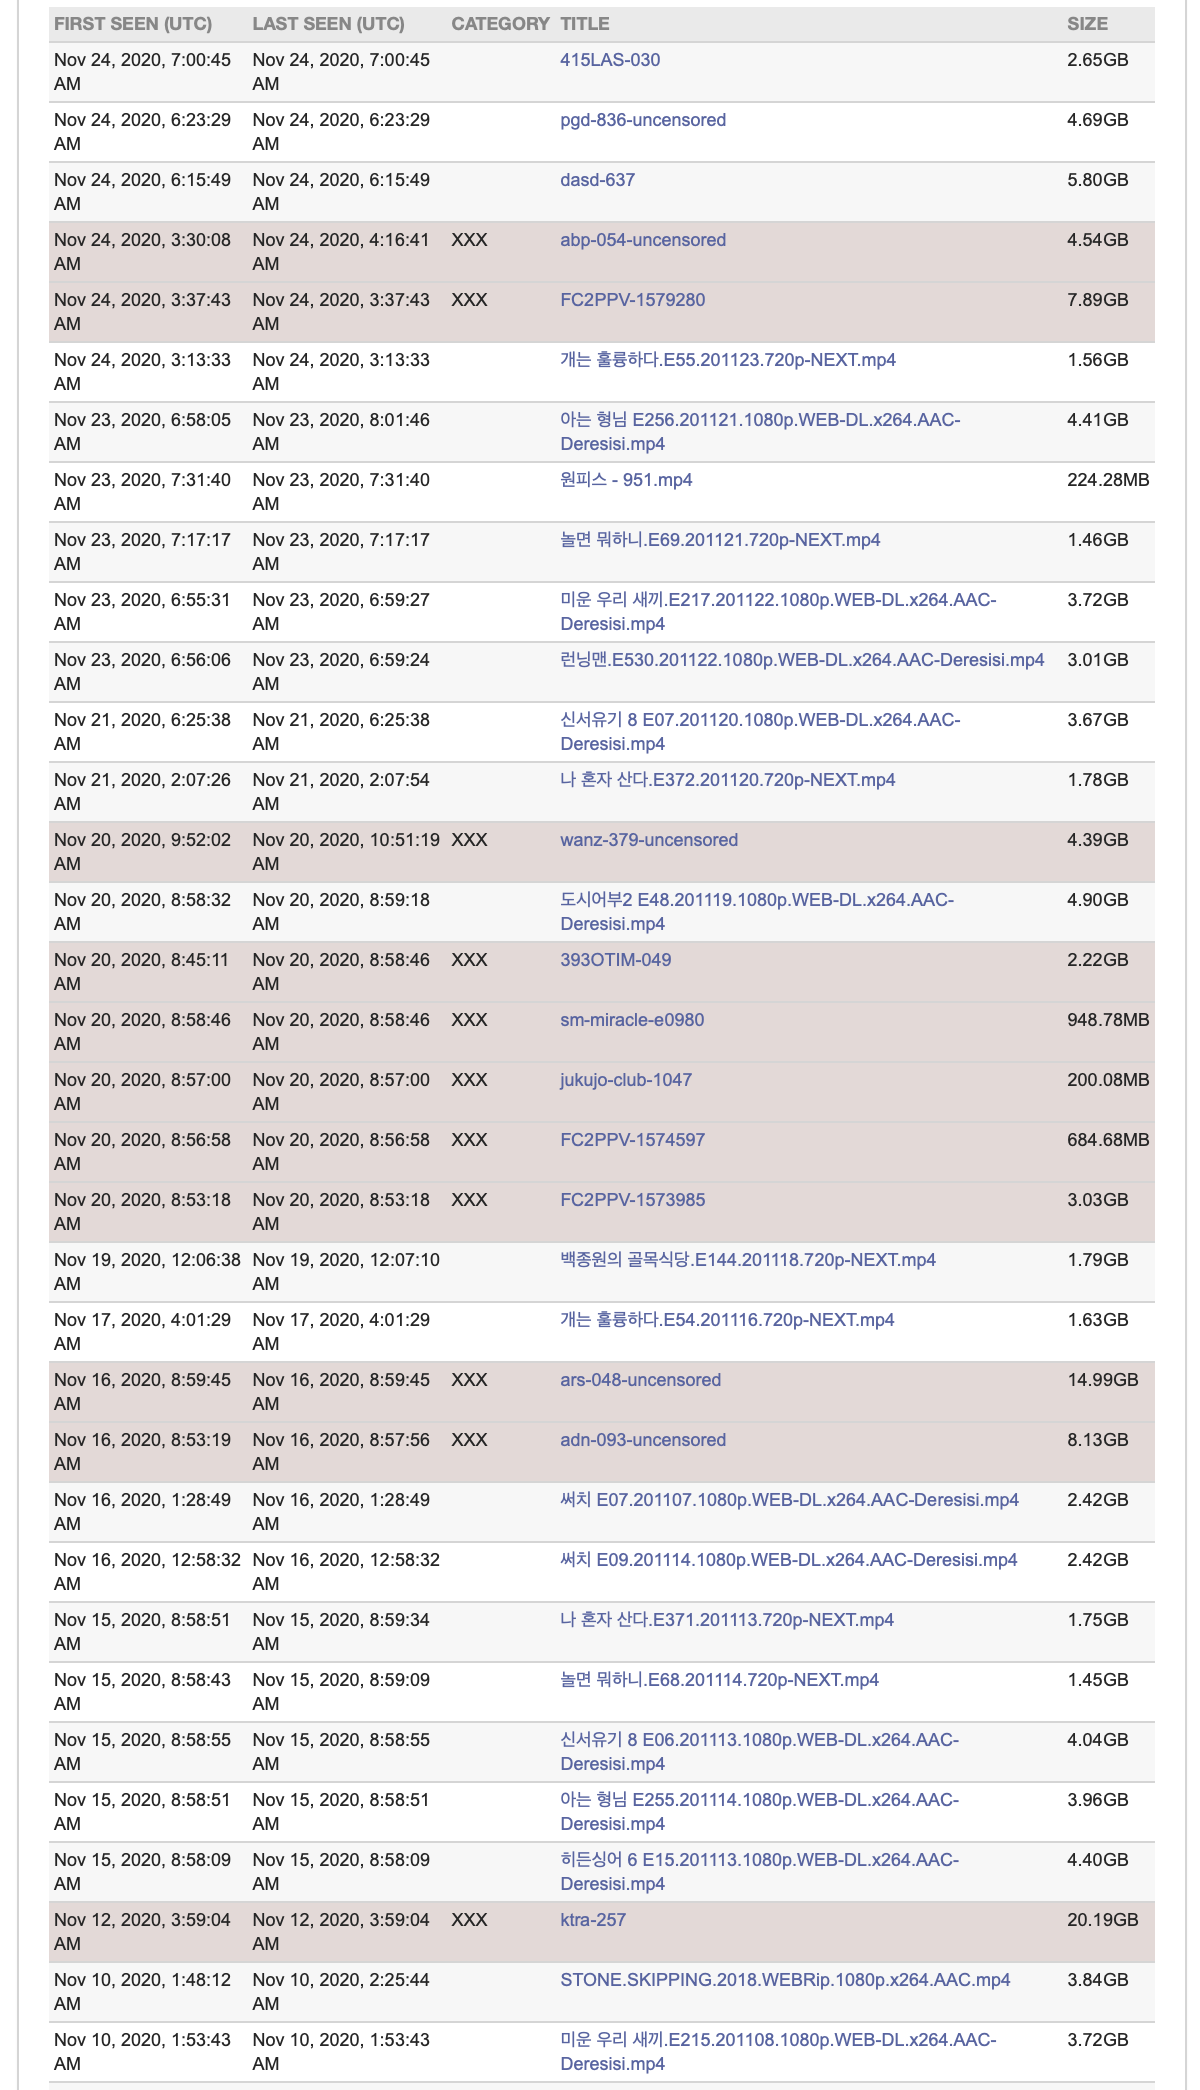 FIRST SEEN (UTC) LAST SEEN (UTC) CATEGORY TITLE SIZE
Nov 24, 2020, 7:00:45 Nov 24, 2020, 7:00:45 415LAS-030 2.65GB
AM AM
Nov 24, 2020, 6:23:29 Nov 24, 2020, 6:23:29 pgd-836-uncensored 4.69GB
AM AM
Nov 24, 2020, 6:15:49 Nov 24, 2020, 6:15:49 dasd-637 5.80GB
AM AM
Nov 24, 2020, 3:30:08 Nov 24, 2020, 4:16:41 XXX abp-054-uncensored 4.54GB
AM AM
Nov 24, 2020, 3:37:43 Nov 24, 2020, 3:37:43 XXX FC2PPV-1579280 7.89GB
AM AM
Nov 24, 2020, 3:13:33 Nov 24, 2020, 3:13:33 개는 훌륭하다.E55.201123.720p-NEXT.mp4 1.56GB
AM AM
Nov 23, 2020, 6:58:05 Nov 23, 2020, 8:01:46 아는 형님 E256.201121.1080p.WEB-DL.x264.AAC- 4.41GB
AM AM Deresisi.mp4
Nov 23, 2020, 7:31:40 Nov 23, 2020, 7:31:40 원피스 - 951.mp4 224.28MB
AM AM
Nov 23, 2020, 7:17:17 Nov 23, 2020, 7:17:17 놀면 뭐하니.E69.201121.720p-NEXT.mp4 1.46GB
AM AM
Nov 23, 2020, 6:55:31 Nov 23, 2020, 6:59:27 미운 우리 새끼.E217.201122.1080p.WEB-DL.x264.AAC- 3.72GB
AM AM Deresisi.mp4
Nov 23, 2020, 6:56:06 Nov 23, 2020, 6:59:24 런닝맨.E530.201122.1080p.WEB-DL.x264.AAC-Deresisi.mp4 3.01GB
AM AM
Nov 21, 2020, 6:25:38 Nov 21, 2020, 6:25:38 신서유기 8 E07.201120.1080p.WEB-DL.x264.AAC- 3.67GB
AM AM Deresisi.mp4
Nov 21, 2020, 2:07:26 Nov 21, 2020, 2:07:54 나 혼자 산다.E372.201120.720p-NEXT.mp4 1.78GB
AM AM
Nov 20, 2020, 9:52:02 Nov 20, 2020, 10:51:19 XXX wanz-379-uncensored 4.39GB
AM AM
Nov 20, 2020, 8:58:32 Nov 20, 2020, 8:59:18 도시어부2 E48.201119.1080p.WEB-DL.x264.AAC- 4.90GB
AM AM Deresisi.mp4
Nov 20, 2020, 8:45:11 Nov 20, 2020, 8:58:46 XXX 393OTIM-049 2.22GB
AM AM
Nov 20, 2020, 8:58:46 Nov 20, 2020, 8:58:46 XXX sm-miracle-e0980 948.78MB
AM AM
Nov 20, 2020, 8:57:00 Nov 20, 2020, 8:57:00 XXX jukujo-club-1047 200.08MB
AM AM
Nov 20, 2020, 8:56:58 Nov 20, 2020, 8:56:58 XXX FC2PPV-1574597 684.68MB
AM AM
Nov 20, 2020, 8:53:18 Nov 20, 2020, 8:53:18 XXX FC2PPV-1573985 3.03GB
AM AM
Nov 19, 2020, 12:06:38 Nov 19, 2020, 12:07:10 백종원의 골목식당.E144.201118.720p-NEXT.mp4 1.79GB
AM AM
Nov 17, 2020, 4:01:29 Nov 17, 2020, 4:01:29 개는 훌륭하다.E54.201116.720p-NEXT.mp4 1.63GB
AM AM
Nov 16, 2020, 8:59:45 Nov 16, 2020, 8:59:45 XXX ars-048-uncensored 14.99GB
AM AM
Nov 16, 2020, 8:53:19 Nov 16, 2020, 8:57:56 XXX adn-093-uncensored 8.13GB
AM AM
Nov 16, 2020, 1:28:49 Nov 16, 2020, 1:28:49 써치 E07.201107.1080p.WEB-DL.x264.AAC-Deresisi.mp4 2.42GB
AM AM
Nov 16, 2020, 12:58:32 Nov 16, 2020, 12:58:32 써치 E09.201114.1080p.WEB-DL.x264.AAC-Deresisi.mp4 2.42GB
AM AM
Nov 15, 2020, 8:58:51 Nov 15, 2020, 8:59:34 나 혼자 산다.E371.201113.720p-NEXT.mp4 1.75GB
AM AM
Nov 15, 2020, 8:58:43 Nov 15, 2020, 8:59:09 놀면 뭐하니.E68.201114.720p-NEXT.mp4 1.45GB
AM AM
Nov 15, 2020, 8:58:55 Nov 15, 2020, 8:58:55 신서유기 8 E06.201113.1080p.WEB-DL.x264.AAC- 4.04GB
AM AM Deresisi.mp4
Nov 15, 2020, 8:58:51 Nov 15, 2020, 8:58:51 아는 형님 E255.201114.1080p.WEB-DL.x264.AAC- 3.96GB
AM AM Deresisi.mp4
Nov 15, 2020, 8:58:09 Nov 15, 2020, 8:58:09 히든싱어 6 E15.201113.1080p.WEB-DL.x264.AAC- 4.40GB
AM AM Deresisi.mp4
Nov 12, 2020, 3:59:04 Nov 12, 2020, 3:59:04 XXX ktra-257 20.19GB
AM AM
Nov 10, 2020, 1:48:12 Nov 10, 2020, 2:25:44 STONE.SKIPPING.2018.WEBRip.1080p.x264.AAC.mp4 3.84GB
AM AM
Nov 10, 2020, 1:53:43 Nov 10, 2020, 1:53:43 미운 우리 새끼.E215.201108.1080p.WEB-DL.x264.AAC- 3.72GB
AM AM Deresisi.mp4